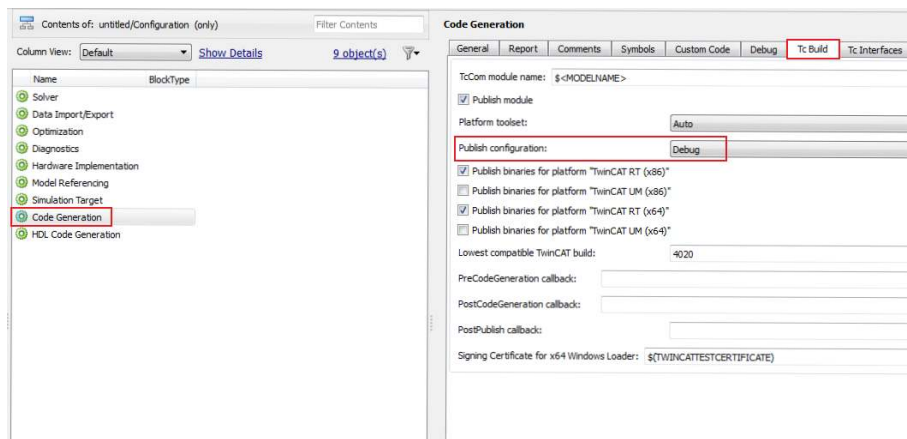 Contents of: untitled/Configuration (only)
Filter Contents
Column View: Default
Show Details
9 object(s)
Name BlockType
Solver
Data Import/Export
Optimization
Diagnostics
Hardware Implementation
Model Referencing
Simulation Target
Code Generation
HDL Code Generation
Code Generation
General Report Comments Symbols Custom Code Debug Tc Build Tc Interfaces
TcCom module name: $<MODELNAME>
Publish module
Platform toolset: Auto
Publish configuration: Debug
Publish binaries for platform "TwinCAT RT (x86)"
Publish binaries for platform "TwinCAT UM (x86)"
Publish binaries for platform "TwinCAT RT (x64)"
Publish binaries for platform "TwinCAT UM (x64)"
Lowest compatible TwinCAT build: 4020
PreCodeGeneration callback:
PostCodeGeneration callback:
PostPublish callback:
Signing Certificate for x64 Windows Loader: $(TWINCATTESTCERTIFICATE)